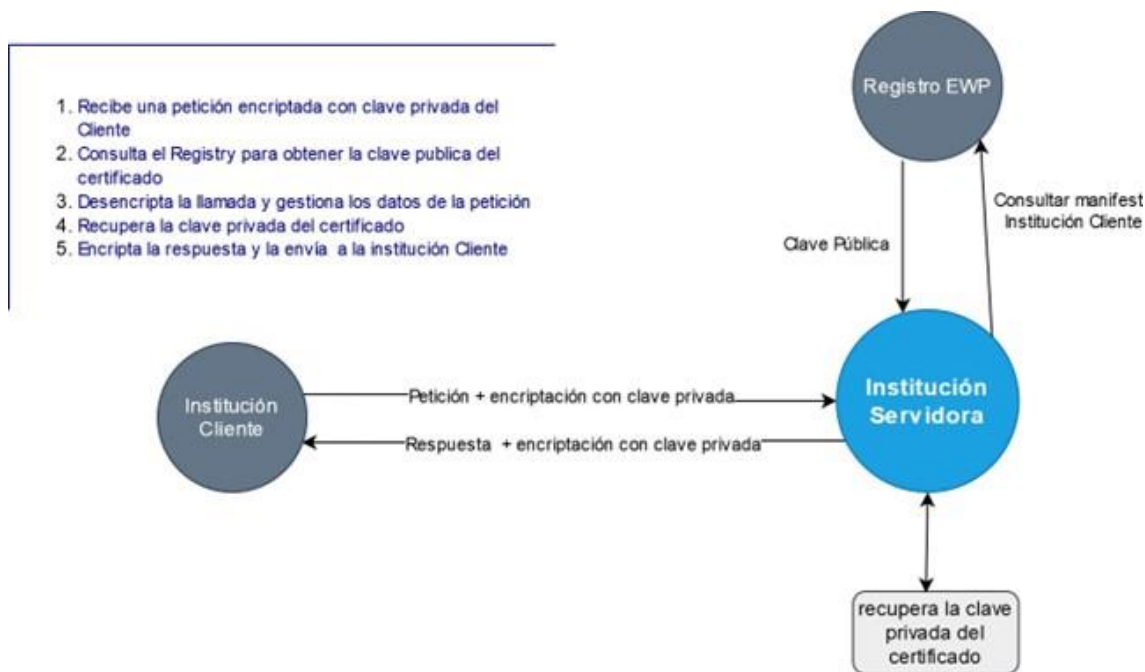 1. Recibe una petición encriptada con clave privada del
Cliente
2. Consulta el Registry para obtener la clave publica del
certificado
3. Desencripta la llamada y gestiona los datos de la petición
4. Recupera la clave privada del certificado
5. Encripta la respuesta y la envía a la institución Cliente
Registro EWP
Consultar manifest
Institución Cliente
Clave Pública
Institución
Cliente
Petición + encriptación con clave privada
Respuesta + encriptación con clave privada
Institución
Servidora
recupera la clave
privada del
certificado